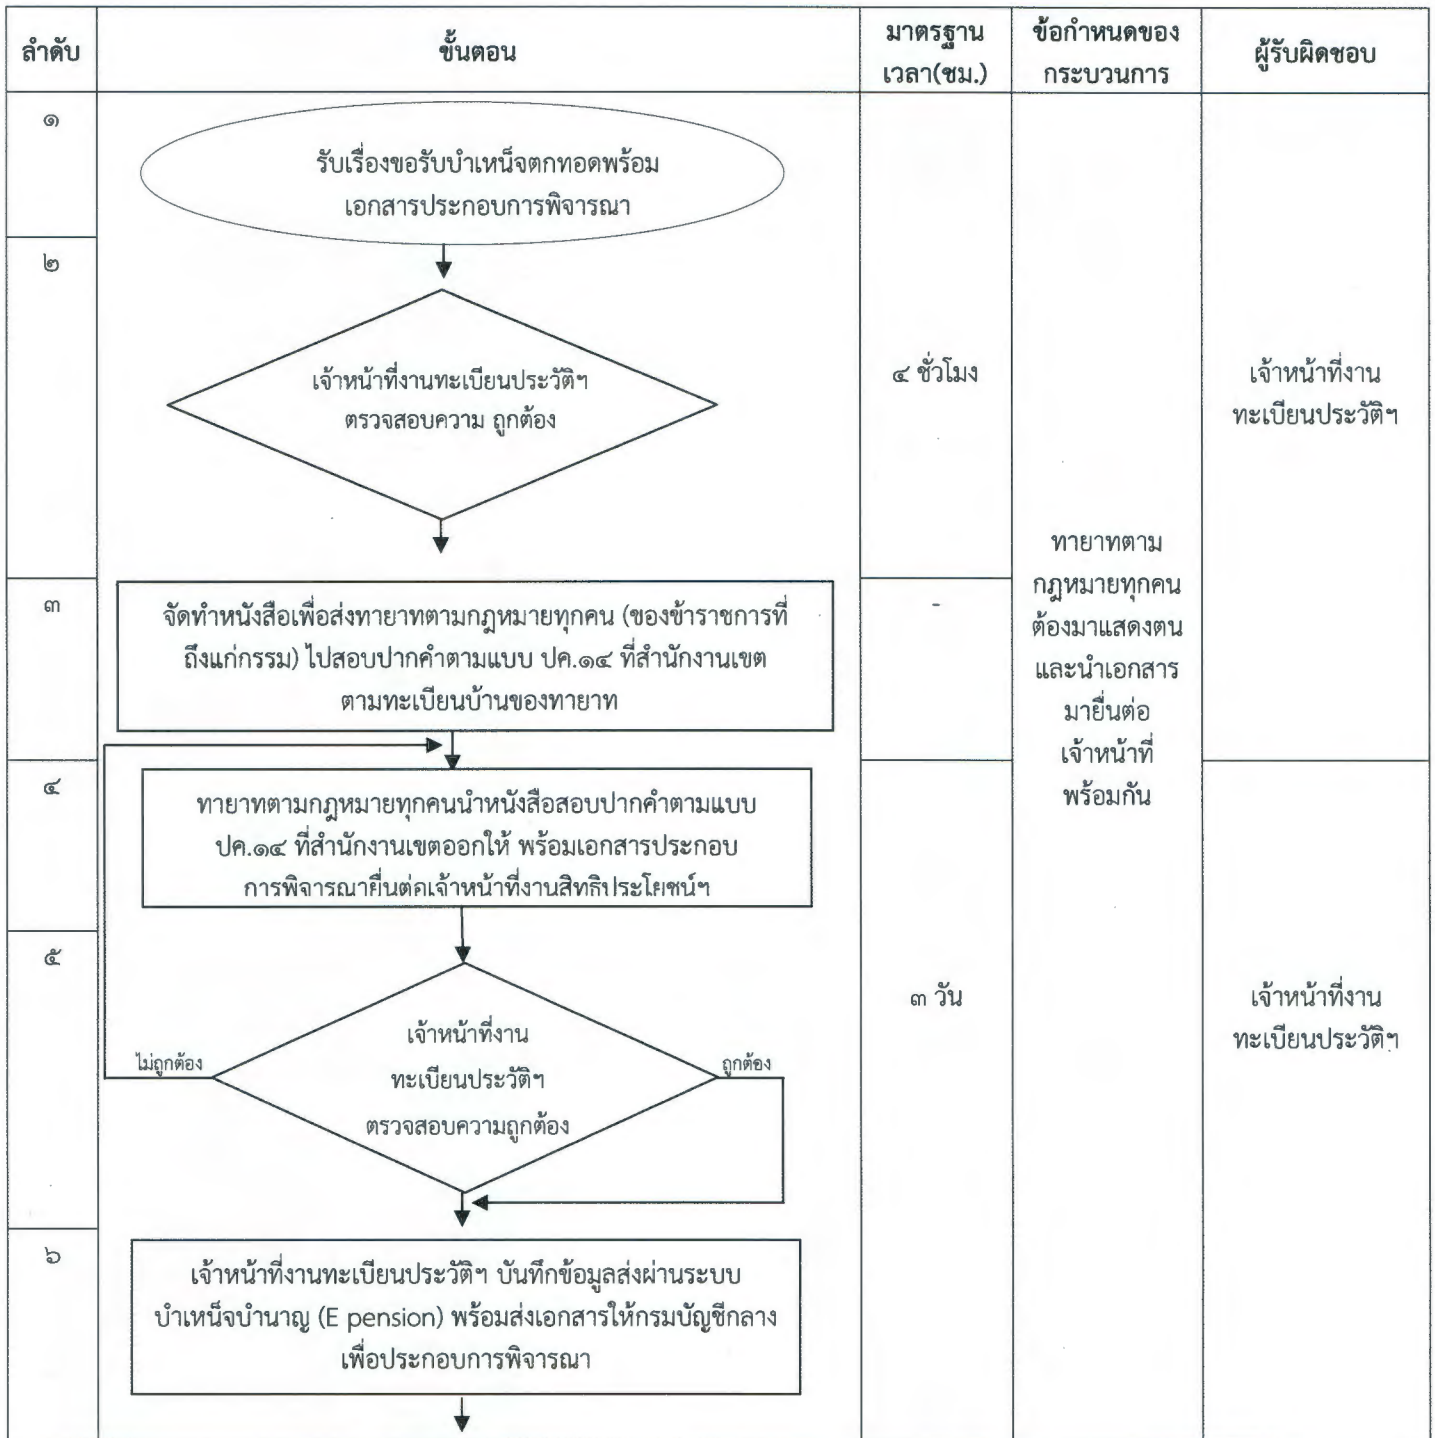 ลำดับ
ขั้นตอน
มาตรฐาน
เวลา(ชม.)
ข้อกำหนดของ
กระบวนการ
ผู้รับผิดชอบ
๑
รับเรื่องขอรับบำเหน็จตกทอดพร้อม
เอกสารประกอบการพิจารณา
๒
เจ้าหน้าที่งานทะเบียนประวัติฯ
ตรวจสอบความ ถูกต้อง
๔ ชั่วโมง
เจ้าหน้าที่งาน
ทะเบียนประวัติฯ
ทายาทตาม
กฎหมายทุกคน
ต้องมาแสดงตน
และนำเอกสาร
มายื่นต่อ
เจ้าหน้าที่
พร้อมกัน
๓
จัดทำหนังสือเพื่อส่งทายาทตามกฎหมายทุกคน (ของข้าราชการที่
ถึงแก่กรรม) ไปสอบปากคำตามแบบ ปค.๑๔ ที่สำนักงานเขต
ตามทะเบียนบ้านของทายาท
-
๔
ทายาทตามกฎหมายทุกคนนำหนังสือสอบปากคำตามแบบ
ปค.๑๔ ที่สำนักงานเขตออกให้ พร้อมเอกสารประกอบ
การพิจารณายื่นต่อเจ้าหน้าที่งานสิทธิประโยชน์ฯ
๕
เจ้าหน้าที่งาน
ทะเบียนประวัติฯ
ตรวจสอบความถูกต้อง
ไม่ถูกต้อง
ถูกต้อง
๓ วัน
เจ้าหน้าที่งาน
ทะเบียนประวัติฯ
๖
เจ้าหน้าที่งานทะเบียนประวัติฯ บันทึกข้อมูลส่งผ่านระบบ
บำเหน็จบำนาญ (E pension) พร้อมส่งเอกสารให้กรมบัญชีกลาง
เพื่อประกอบการพิจารณา